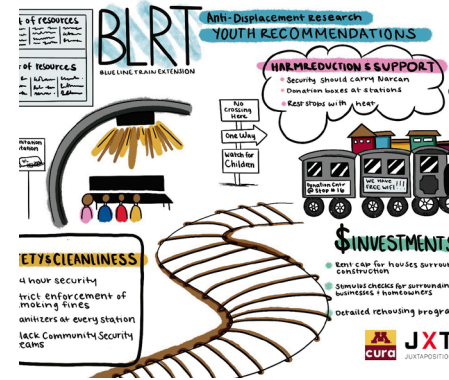 t of resources
of resources
BLRT
BLUE LINE TRAIN EXTENSION
Anti-Displacement Research
YOUTH RECOMMENDATIONS
HARM REDUCTION & SUPPORT
Security should carry Narcan
Donation boxes at stations
Rest stops with heat
No
crossing
Here
One Way
Watch for
Children
Donation Cntr
@ Stop #16
WE HAVE
FREE WIFI!!!
ETY & CLEANLINESS
4 hour security
trict enforcement of
moking fines
anitizers at every station
lack Community Security
eams
$INVESTMENTS
Rent cap for houses surroun
construction
Stimulus checks for surroundin
businesses + homeowners
Detailed rehousing progra
M
cura
JXT
JUXTAPOSITIO